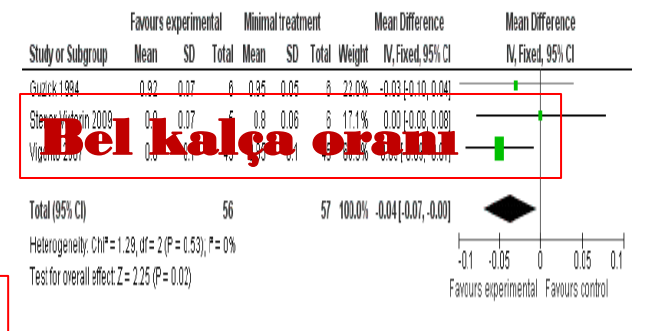 Favours experimental Minimal treatment Mean Difference Mean Difference
Study or Subgroup Mean SD Total Mean SD Total Weight IV, Fixed, 95% CI IV, Fixed, 95% CI
Guzick 1994 0.92 0.07 6 0.95 0.05 6 22.0% -0.03 [-0.10, 0.04]
2009 0.07 0.8 0.06 6 17.1% 0.00 [-0.08, 0.08]
Bel kalça oranı
Total (95% CI) 56 57 100.0% -0.04 [-0.07, -0.00]
Heterogeneity: Chi² = 1.29, df = 2 (P = 0.53); I² = 0%
Test for overall effect: Z = 2.25 (P = 0.02)
-0.1 -0.05 0 0.05 0.1
Favours experimental Favours control